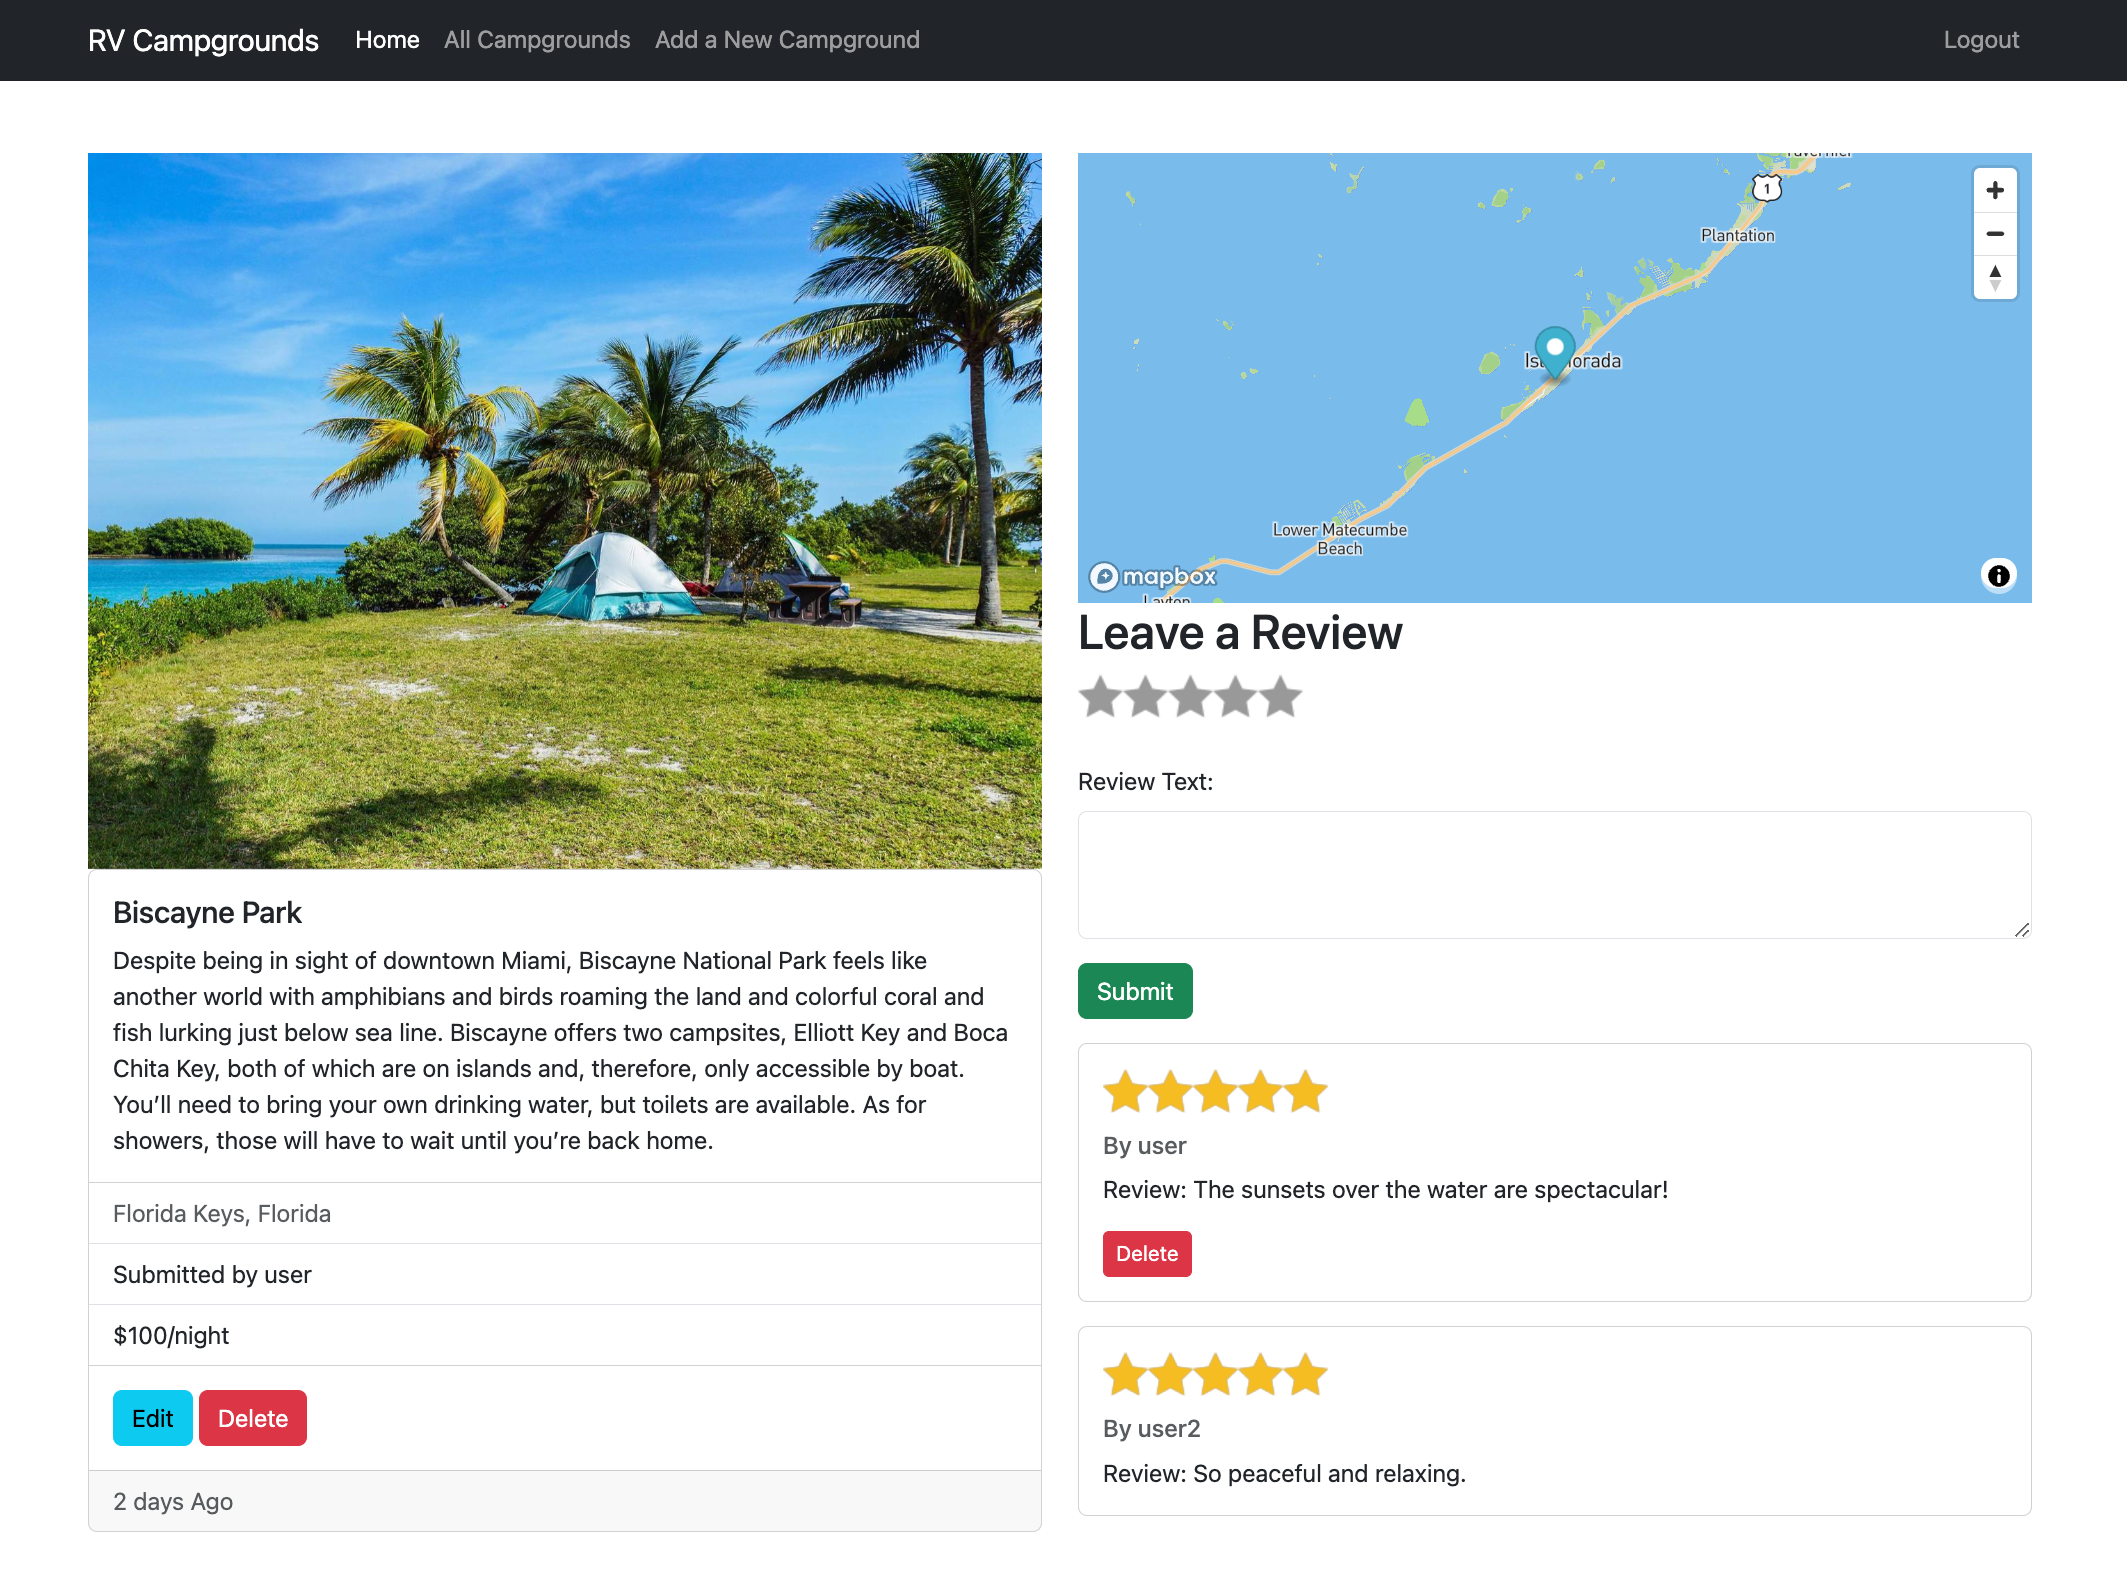 RV Campgrounds Home All Campgrounds Add a New Campground Logout
1
Plantation
Lower Matecumbe
Beach
mapbox
Leave a Review
Review Text:
Submit
By user
Review: The sunsets over the water are spectacular!
Delete
By user2
Review: So peaceful and relaxing.
Biscayne Park
Despite being in sight of downtown Miami, Biscayne National Park feels like
another world with amphibians and birds roaming the land and colorful coral and
fish lurking just below sea line. Biscayne offers two campsites, Elliott Key and Boca
Chita Key, both of which are on islands and, therefore, only accessible by boat.
You’ll need to bring your own drinking water, but toilets are available. As for
showers, those will have to wait until you’re back home.
Florida Keys, Florida
Submitted by user
$100/night
Edit Delete
2 days Ago